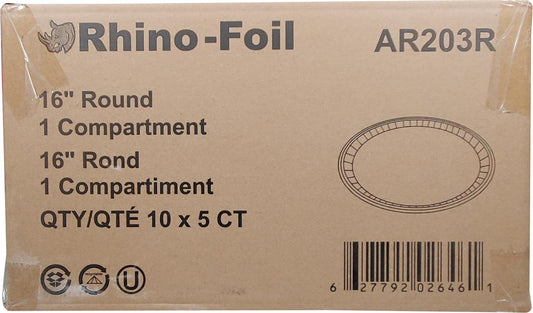 Rhino-Foil AR203R
16" Round
1 Compartment
16" Rond
1 Compartiment
QTY/QTÉ 10 x 5 CT
U
6 27792 02646 1